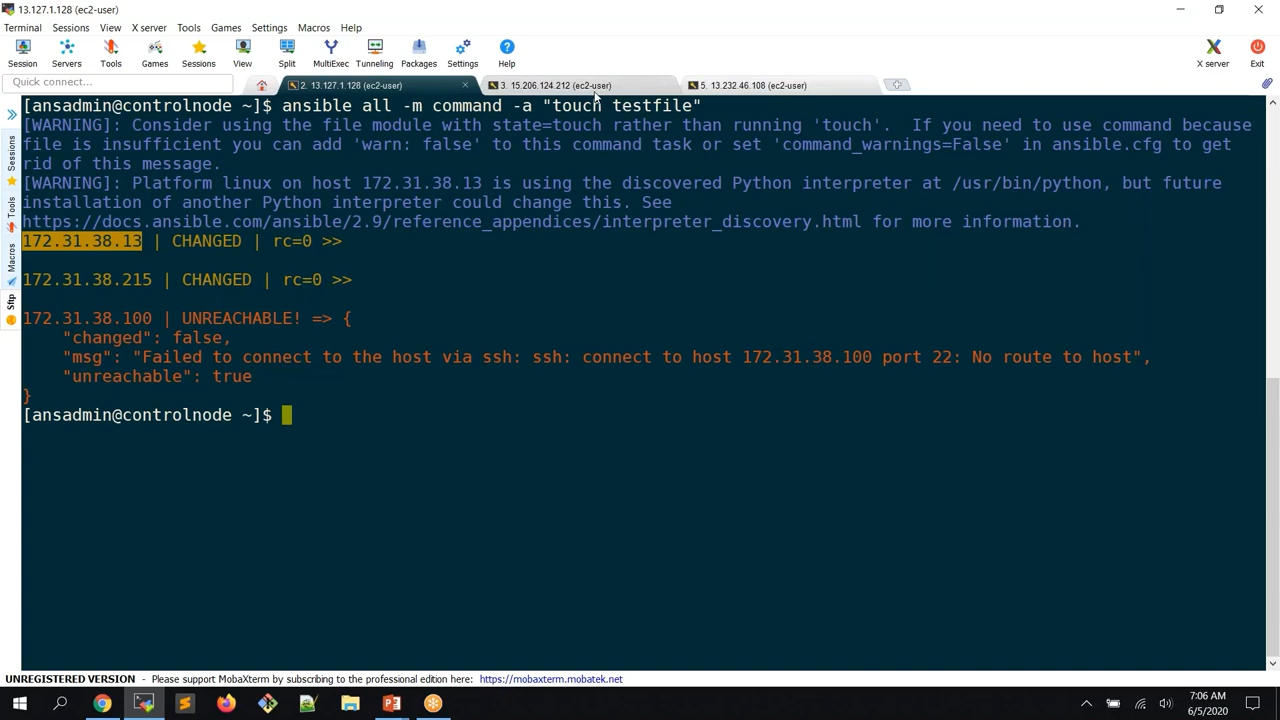 13.127.1.128 (ec2-user)
Terminal Sessions View X server Tools Games Settings Macros Help
Session Servers Tools Games Sessions View Split MultiExec Tunneling Packages Settings Help X server Exit
Quick connect...
2. 13.127.1.128 (ec2-user)
3. 15.206.124.212 (ec2-user)
5. 13.232.46.108 (ec2-user)
Sessions
Tools
Macros
Sftp
[ansadmin@controlnode ~]$ ansible all -m command -a "touch testfile"
[WARNING]: Consider using the file module with state=touch rather than running 'touch'.  If you need to use command because
file is insufficient you can add 'warn: false' to this command task or set 'command_warnings=False' in ansible.cfg to get
rid of this message.
[WARNING]: Platform linux on host 172.31.38.13 is using the discovered Python interpreter at /usr/bin/python, but future
installation of another Python interpreter could change this. See
https://docs.ansible.com/ansible/2.9/reference_appendices/interpreter_discovery.html for more information.
172.31.38.13 | CHANGED | rc=0 >>
172.31.38.215 | CHANGED | rc=0 >>
172.31.38.100 | UNREACHABLE! => {
    "changed": false,
    "msg": "Failed to connect to the host via ssh: ssh: connect to host 172.31.38.100 port 22: No route to host",
    "unreachable": true
}
[ansadmin@controlnode ~]$
UNREGISTERED VERSION - Please support MobaXterm by subscribing to the professional edition here: https://mobaxterm.mobatek.net
7:06 AM
6/5/2020